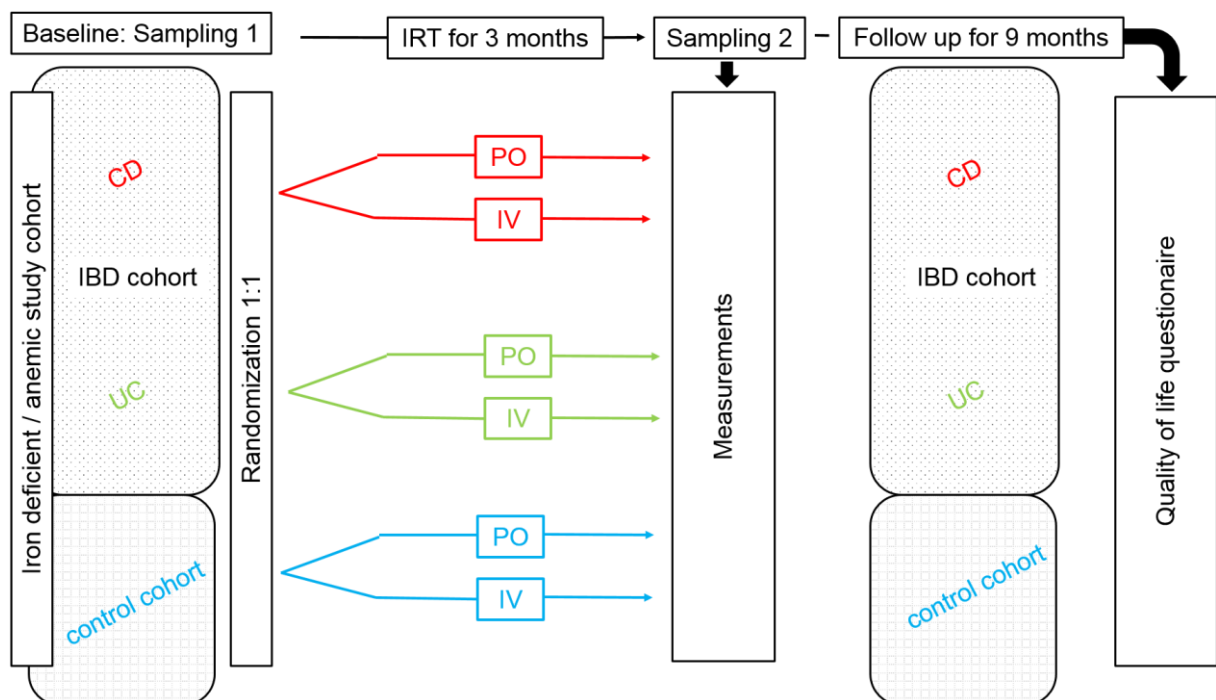 Baseline: Sampling 1
IRT for 3 months
Sampling 2
Follow up for 9 months
Iron deficient / anemic study cohort
CD
IBD cohort
UC
control cohort
Randomization 1:1
PO
IV
PO
IV
PO
IV
Measurements
CD
IBD cohort
UC
control cohort
Quality of life questionaire